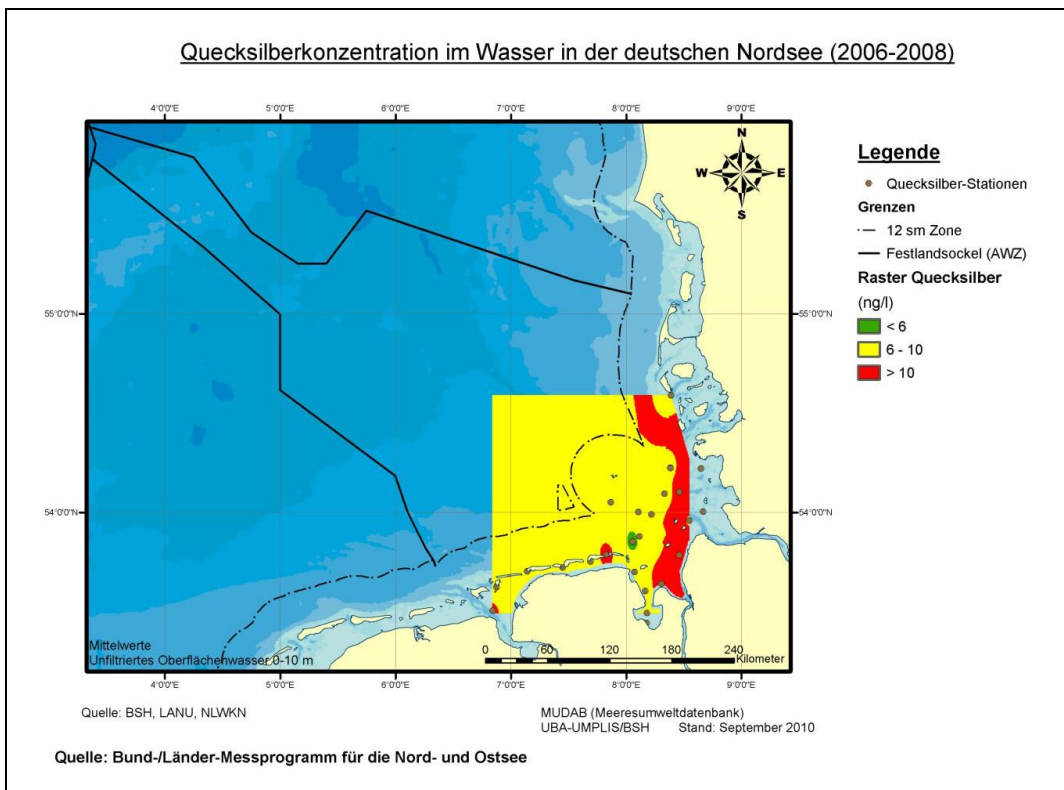 Quecksilberkonzentration im Wasser in der deutschen Nordsee (2006-2008)
4°0'0"E 5°0'0"E 6°0'0"E 7°0'0"E 8°0'0"E 9°0'0"E
N
W E
S
55°0'0"N 55°0'0"N
54°0'0"N 54°0'0"N
Legende
Quecksilber-Stationen
Grenzen
12 sm Zone
Festlandsockel (AWZ)
Raster Quecksilber
(ng/l)
< 6
6 - 10
> 10
Mittelwerte
Unfiltriertes Oberflächenwasser 0-10 m
0 60 120 180 240
Kilometer
4°0'0"E 5°0'0"E 6°0'0"E 7°0'0"E 8°0'0"E 9°0'0"E
Quelle: BSH, LANU, NLWKN
MUDAB (Meeresumweltdatenbank)
UBA-UMPLIS/BSH Stand: September 2010
Quelle: Bund-/Länder-Messprogramm für die Nord- und Ostsee